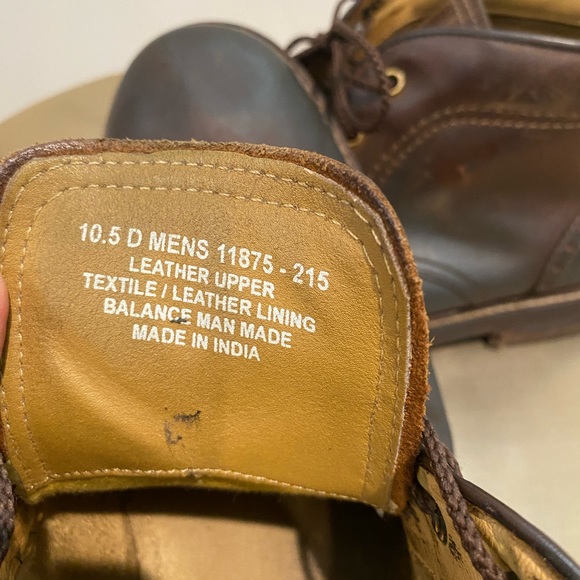 10.5 D MENS 11875 - 215
LEATHER UPPER
TEXTILE / LEATHER LINING
BALANCE MAN MADE
MADE IN INDIA